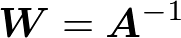 W = A⁻¹